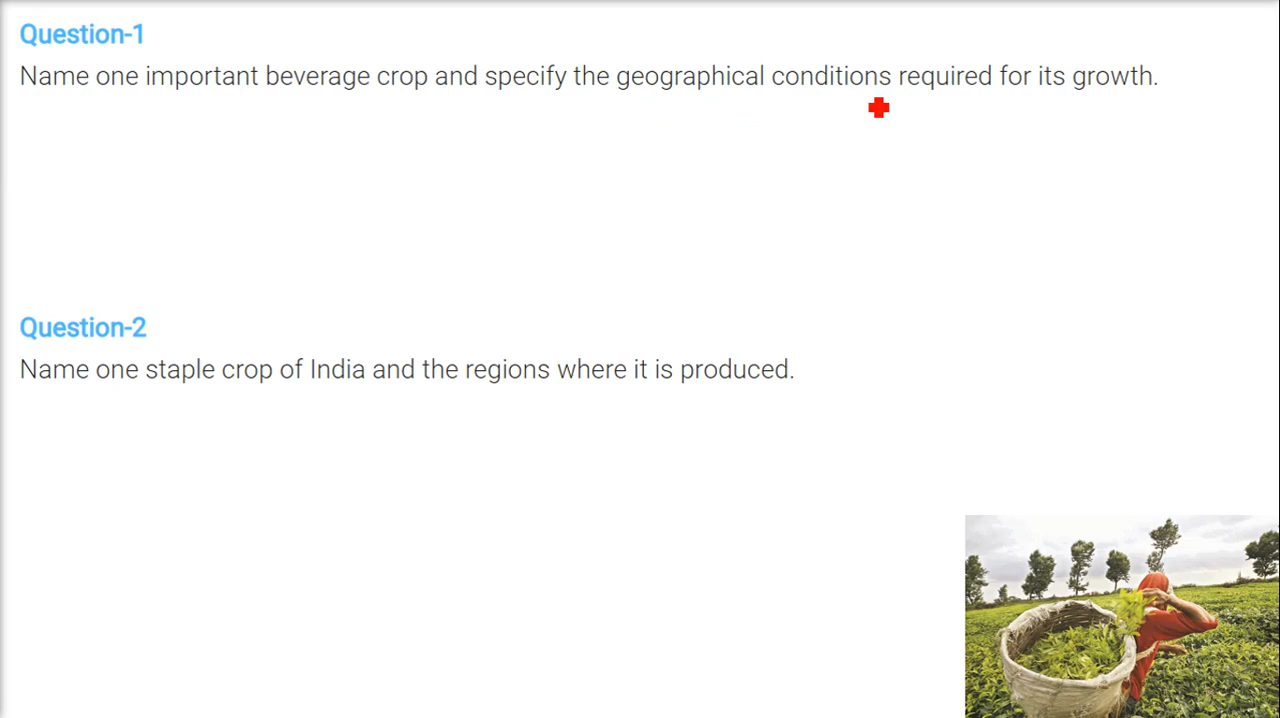 Question-1
Name one important beverage crop and specify the geographical conditions required for its growth.
Question-2
Name one staple crop of India and the regions where it is produced.